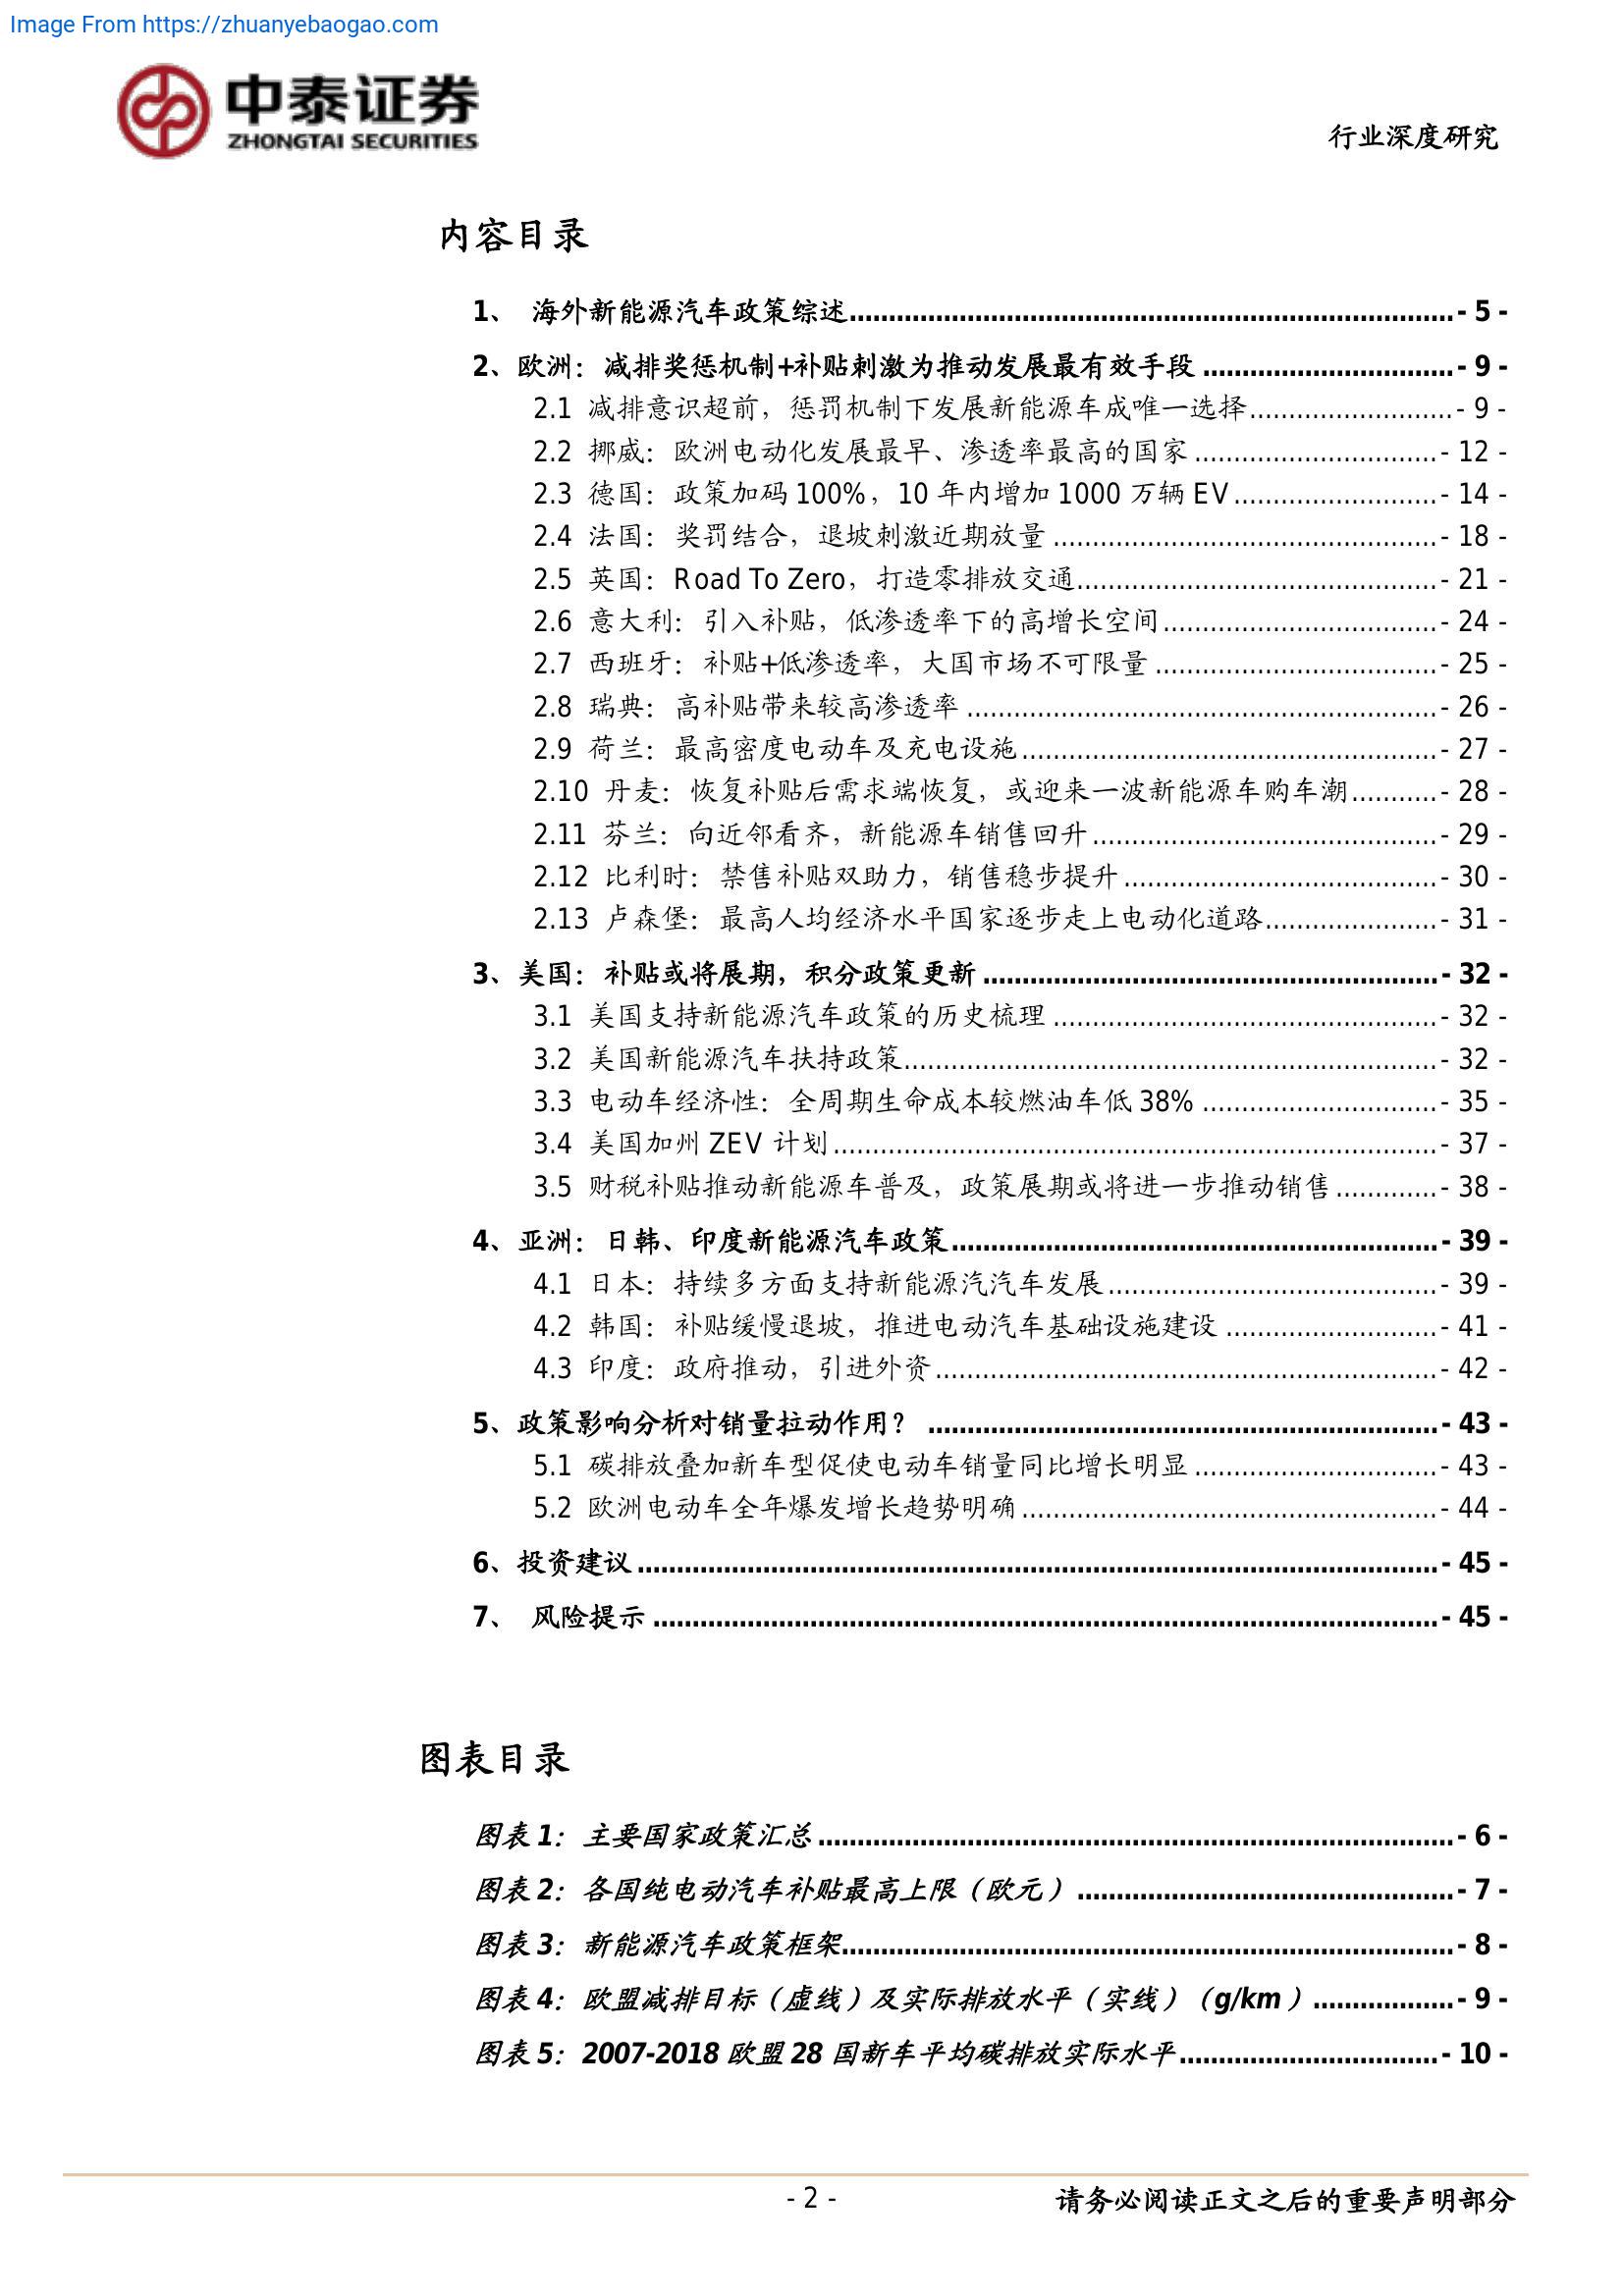 Image From https://zhuanyebaogao.com
中泰证券
ZHONGTAI SECURITIES
行业深度研究
内容目录
1、 海外新能源汽车政策综述.............................................................................- 5 -
2、欧洲：减排奖惩机制+补贴刺激为推动发展最有效手段................................- 9 -
2.1 减排意识超前，惩罚机制下发展新能源车成唯一选择..........................- 9 -
2.2 挪威：欧洲电动化发展最早、渗透率最高的国家...............................- 12 -
2.3 德国：政策加码 100%，10 年内增加 1000 万辆 EV..........................- 14 -
2.4 法国：奖罚结合，退坡刺激近期放量.................................................- 18 -
2.5 英国：Road To Zero，打造零排放交通..............................................- 21 -
2.6 意大利：引入补贴，低渗透率下的高增长空间...................................- 24 -
2.7 西班牙：补贴+低渗透率，大国市场不可限量....................................- 25 -
2.8 瑞典：高补贴带来较高渗透率............................................................- 26 -
2.9 荷兰：最高密度电动车及充电设施.....................................................- 27 -
2.10 丹麦：恢复补贴后需求端恢复，或迎来一波新能源车购车潮...........- 28 -
2.11 芬兰：向近邻看齐，新能源车销售回升............................................- 29 -
2.12 比利时：禁售补贴双助力，销售稳步提升........................................- 30 -
2.13 卢森堡：最高人均经济水平国家逐步走上电动化道路......................- 31 -
3、美国：补贴或将展期，积分政策更新..........................................................- 32 -
3.1 美国支持新能源汽车政策的历史梳理.................................................- 32 -
3.2 美国新能源汽车扶持政策....................................................................- 32 -
3.3 电动车经济性：全周期生命成本较燃油车低 38%..............................- 35 -
3.4 美国加州 ZEV 计划.............................................................................- 37 -
3.5 财税补贴推动新能源车普及，政策展期或将进一步推动销售.............- 38 -
4、亚洲：日韩、印度新能源汽车政策..............................................................- 39 -
4.1 日本：持续多方面支持新能源汽汽车发展..........................................- 39 -
4.2 韩国：补贴缓慢退坡，推进电动汽车基础设施建设...........................- 41 -
4.3 印度：政府推动，引进外资................................................................- 42 -
5、政策影响分析对销量拉动作用？.................................................................- 43 -
5.1 碳排放叠加新车型促使电动车销量同比增长明显...............................- 43 -
5.2 欧洲电动车全年爆发增长趋势明确.....................................................- 44 -
6、投资建议......................................................................................................- 45 -
7、 风险提示....................................................................................................- 45 -
图表目录
图表 1：主要国家政策汇总.................................................................................- 6 -
图表 2：各国纯电动汽车补贴最高上限（欧元）................................................- 7 -
图表 3：新能源汽车政策框架..............................................................................- 8 -
图表 4：欧盟减排目标（虚线）及实际排放水平（实线）（g/km）..................- 9 -
图表 5：2007-2018 欧盟 28 国新车平均碳排放实际水平.................................- 10 -
- 2 -
请务必阅读正文之后的重要声明部分